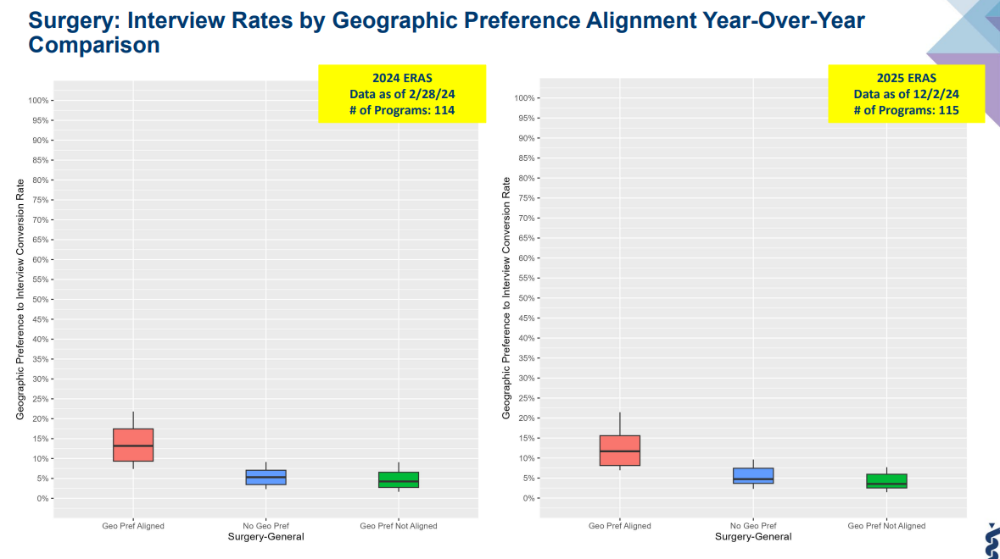 Surgery: Interview Rates by Geographic Preference Alignment Year-Over-Year
Comparison
2024 ERAS
Data as of 2/28/24
# of Programs: 114
100%
95%
90%
85%
80%
75%
70%
65%
60%
55%
50%
45%
40%
35%
30%
25%
20%
15%
10%
5%
0%
Geographic Preference to Interview Conversion Rate
Geo Pref Aligned
No Geo Pref
Geo Pref Not Aligned
Surgery-General
2025 ERAS
Data as of 12/2/24
# of Programs: 115
100%
95%
90%
85%
80%
75%
70%
65%
60%
55%
50%
45%
40%
35%
30%
25%
20%
15%
10%
5%
0%
Geographic Preference to Interview Conversion Rate
Geo Pref Aligned
No Geo Pref
Geo Pref Not Aligned
Surgery-General